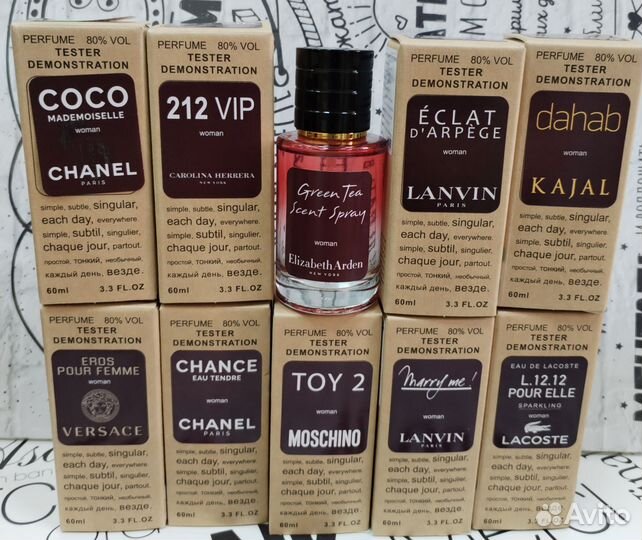 PERFUME 80% VOL
TESTER
DEMONSTRATION
COCO
MADEMOISELLE
woman
CHANEL
PARIS
simple, subtle, singular,
each day, everywhere.
simple, subtil, singulier,
chaque jour, partout.
простой, тонкий, необычный,
каждый день, везде.
60ml 3.3 FL.OZ
PERFUME 80% VOL
TESTER
DEMONSTRATION
212 VIP
woman
CAROLINA HERRERA
NEW YORK
simple, subtle, singular,
each day, everywhere.
simple, subtil, singulier,
chaque jour, partout.
простой, тонкий, необычный,
каждый день, везде.
60ml 3.3 FL.OZ
Green Tea
Scent Spray
woman
Elizabeth Arden
NEW YORK
PERFUME 80% VOL
TESTER
DEMONSTRATION
ÉCLAT
D'ARPÈGE
woman
LANVIN
PARIS
simple, subtle, singular,
each day, everywhere.
simple, subtil, singulier,
chaque jour, partout.
простой, тонкий, необычный,
каждый день, везде.
60ml 3.3 FL.OZ
PERFUME 80% VOL
TESTER
DEMONSTRATION
dahab
woman
KAJAL
simple, subtle, singular,
each day, everywhere.
simple, subtil, singulier,
chaque jour, partout.
простой, тонкий, необычный,
каждый день, везде.
60ml 3.3 FL.OZ
PERFUME 80% VOL
TESTER
DEMONSTRATION
EROS
POUR FEMME
woman
VERSACE
simple, subtle, singular,
each day, everywhere.
simple, subtil, singulier,
chaque jour, partout.
простой, тонкий, необычный,
каждый день, везде.
60ml 3.3 FL.OZ
PERFUME 80% VOL
TESTER
DEMONSTRATION
CHANCE
EAU TENDRE
woman
CHANEL
PARIS
simple, subtle, singular,
each day, everywhere.
simple, subtil, singulier,
chaque jour, partout.
простой, тонкий, необычный,
каждый день, везде.
60ml 3.3 FL.OZ
PERFUME 80% VOL
TESTER
DEMONSTRATION
TOY 2
woman
MOSCHINO
simple, subtle, singular,
each day, everywhere.
simple, subtil, singulier,
chaque jour, partout.
простой, тонкий, необычный,
каждый день, везде.
60ml 3.3 FL.OZ
PERFUME 80% VOL
TESTER
DEMONSTRATION
Marry me!
woman
LANVIN
PARIS
simple, subtle, singular,
each day, everywhere.
simple, subtil, singulier,
chaque jour, partout.
простой, тонкий, необычный,
каждый день, везде.
60ml 3.3 FL.OZ
PERFUME 80% VOL
TESTER
DEMONSTRATION
EAU DE LACOSTE
L.12.12
POUR ELLE
SPARKLING
woman
LACOSTE
simple, subtle, singular,
each day, everywhere.
simple, subtil, singulier,
chaque jour, partout.
простой, тонкий, необычный,
каждый день, везде.
60ml 3.3 FL.OZ
Avito